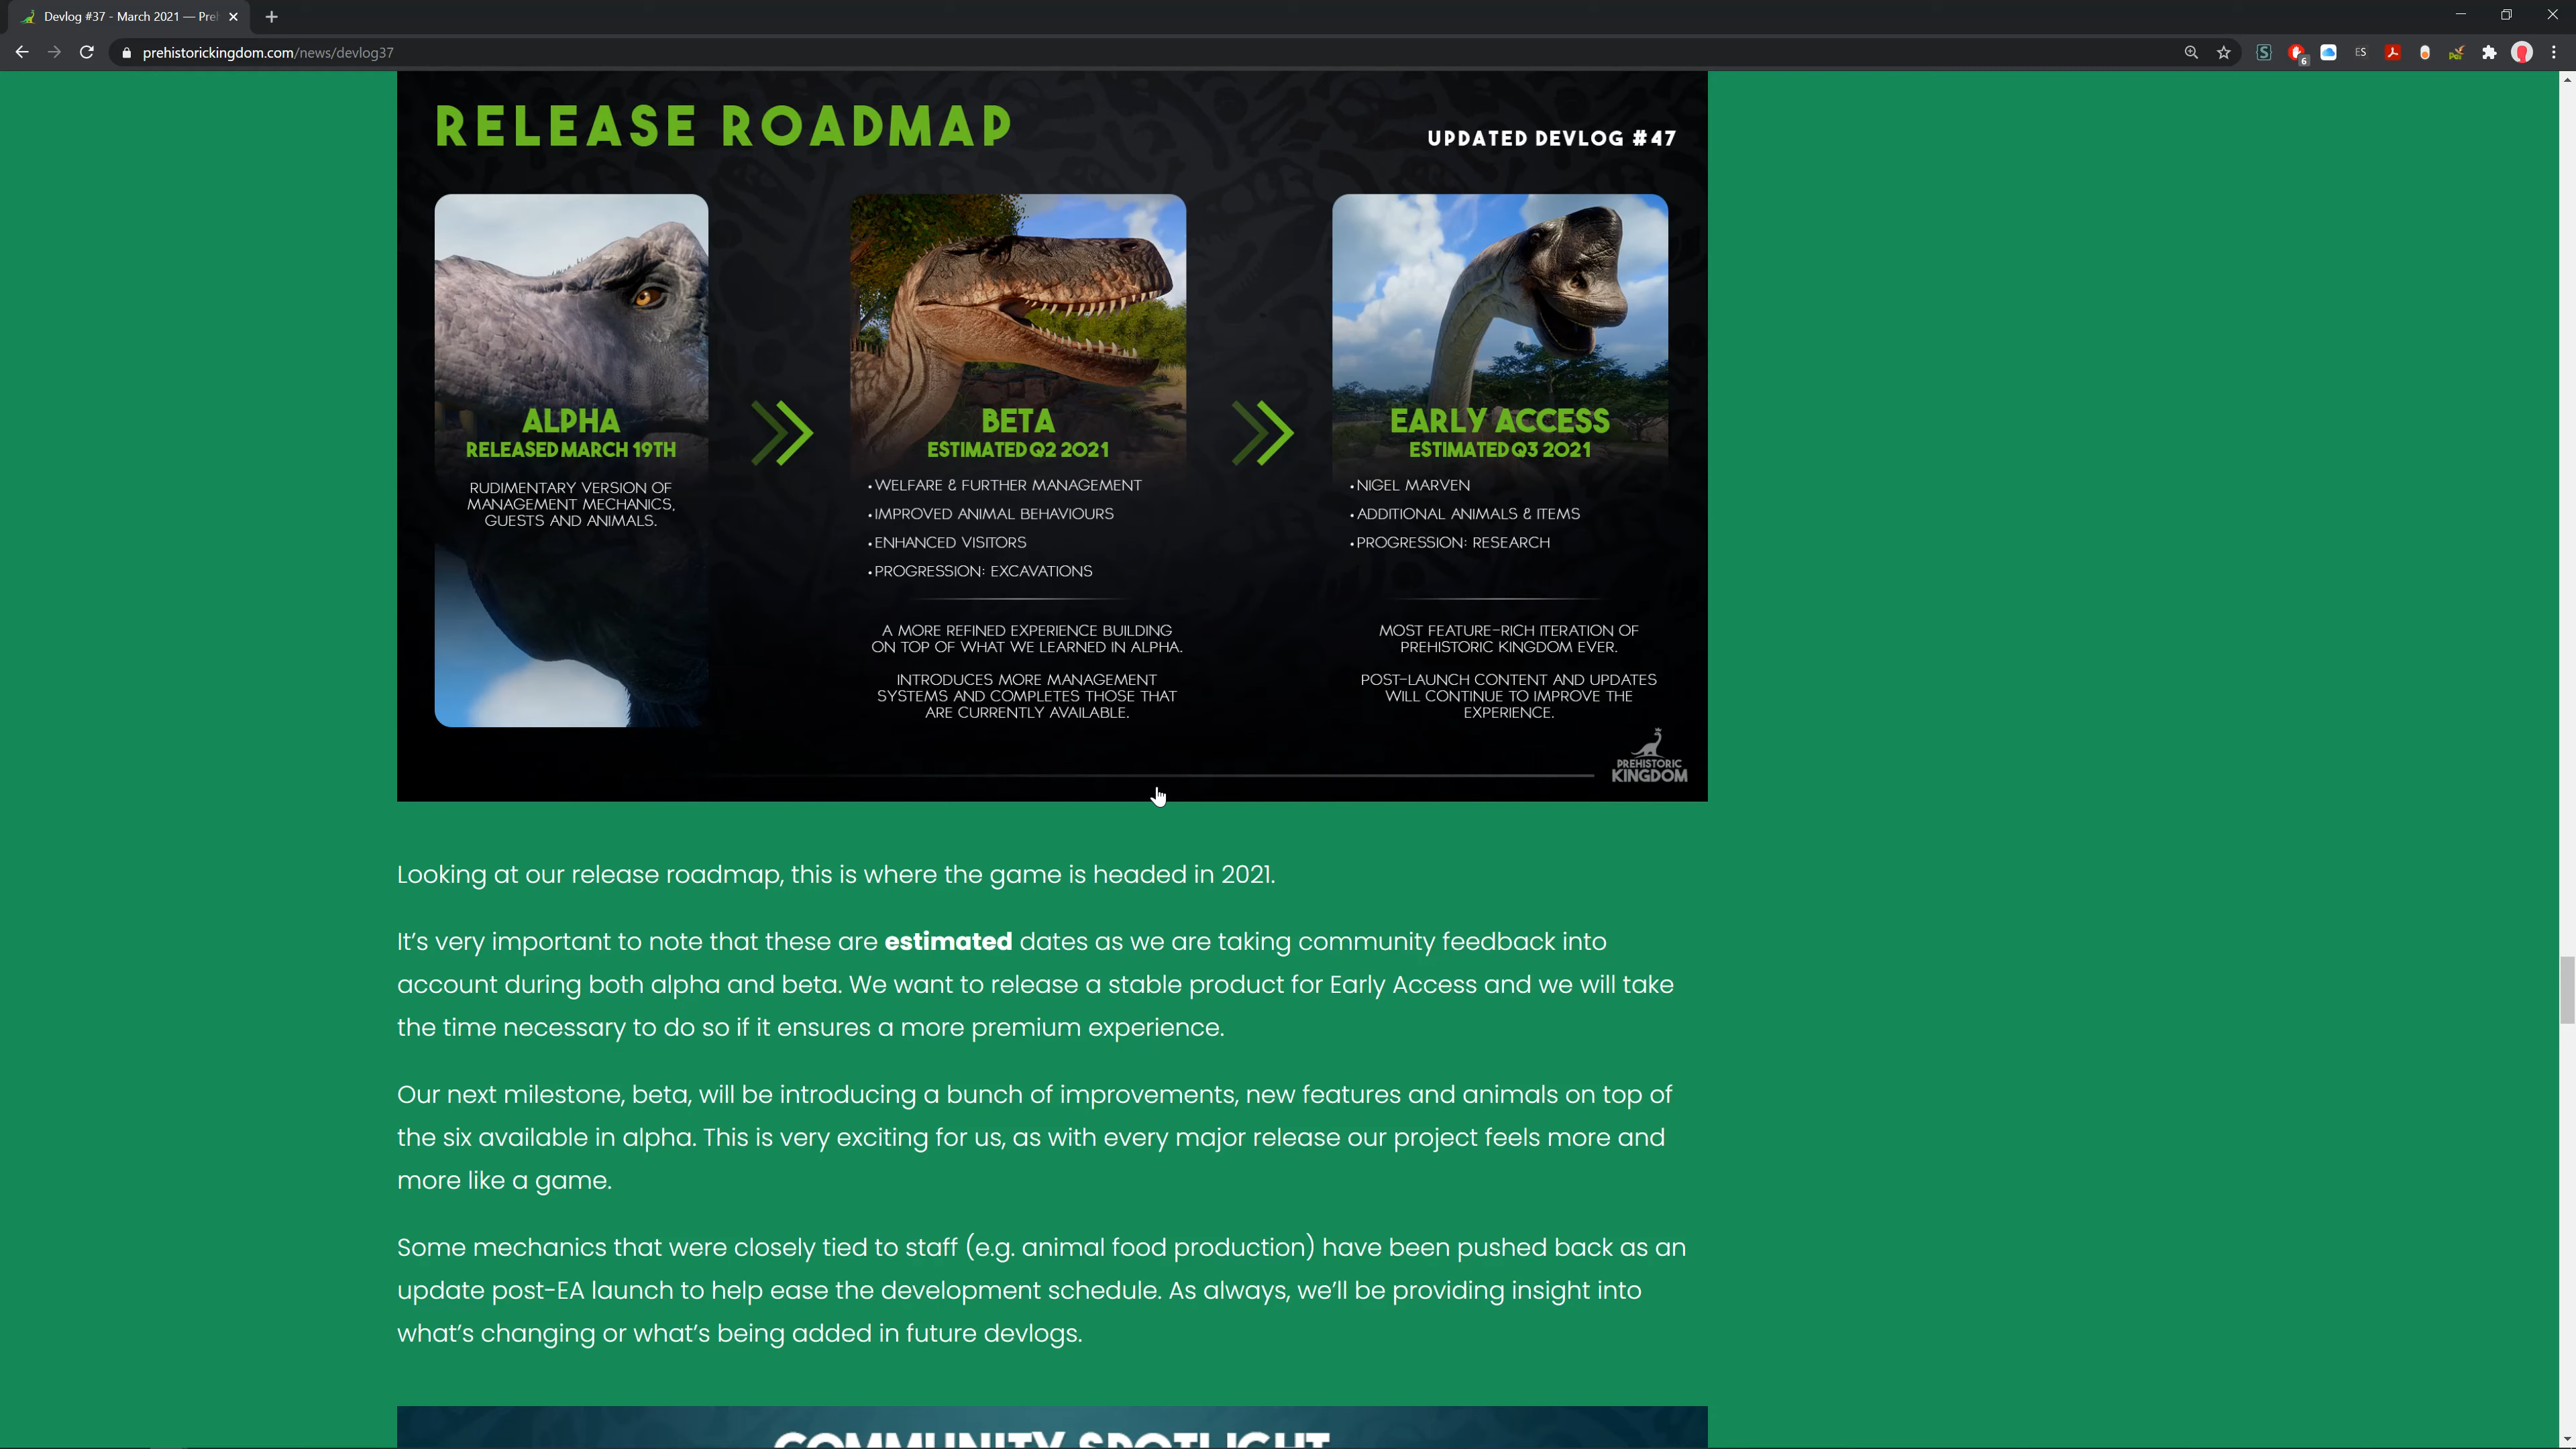 Devlog #37 - March 2021 — Preh
prehistorickingdom.com/news/devlog37
6
ES
RELEASE ROADMAP
UPDATED DEVLOG #47
ALPHA
RELEASED MARCH 19TH
RUDIMENTARY VERSION OF
MANAGEMENT MECHANICS,
GUESTS AND ANIMALS.
BETA
ESTIMATED Q2 2021
• WELFARE & FURTHER MANAGEMENT
• IMPROVED ANIMAL BEHAVIOURS
• ENHANCED VISITORS
• PROGRESSION: EXCAVATIONS
A MORE REFINED EXPERIENCE BUILDING
ON TOP OF WHAT WE LEARNED IN ALPHA.
INTRODUCES MORE MANAGEMENT
SYSTEMS AND COMPLETES THOSE THAT
ARE CURRENTLY AVAILABLE.
EARLY ACCESS
ESTIMATED Q3 2021
• NIGEL MARVEN
• ADDITIONAL ANIMALS & ITEMS
• PROGRESSION: RESEARCH
MOST FEATURE-RICH ITERATION OF
PREHISTORIC KINGDOM EVER.
POST-LAUNCH CONTENT AND UPDATES
WILL CONTINUE TO IMPROVE THE
EXPERIENCE.
PREHISTORIC
KINGDOM
Looking at our release roadmap, this is where the game is headed in 2021.
It's very important to note that these are estimated dates as we are taking community feedback into
account during both alpha and beta. We want to release a stable product for Early Access and we will take
the time necessary to do so if it ensures a more premium experience.
Our next milestone, beta, will be introducing a bunch of improvements, new features and animals on top of
the six available in alpha. This is very exciting for us, as with every major release our project feels more and
more like a game.
Some mechanics that were closely tied to staff (e.g. animal food production) have been pushed back as an
update post-EA launch to help ease the development schedule. As always, we'll be providing insight into
what's changing or what's being added in future devlogs.
COMMUNITY SPOTLIGHT